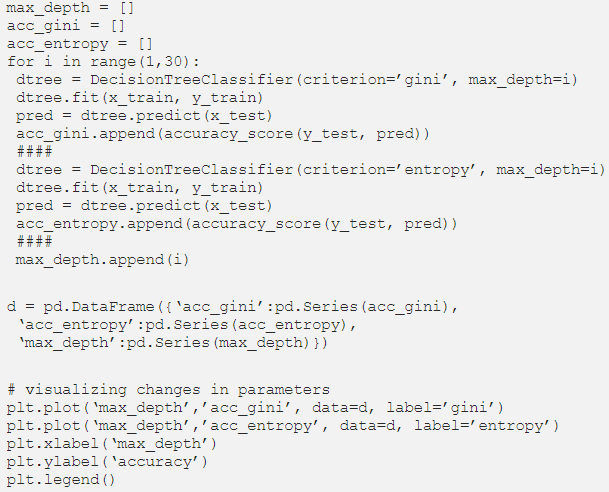 max_depth = []
acc_gini = []
acc_entropy = []
for i in range(1,30):
 dtree = DecisionTreeClassifier(criterion=’gini’, max_depth=i)
 dtree.fit(x_train, y_train)
 pred = dtree.predict(x_test)
 acc_gini.append(accuracy_score(y_test, pred))
 ####
 dtree = DecisionTreeClassifier(criterion=’entropy’, max_depth=i)
 dtree.fit(x_train, y_train)
 pred = dtree.predict(x_test)
 acc_entropy.append(accuracy_score(y_test, pred))
 ####
 max_depth.append(i)
d = pd.DataFrame({‘acc_gini’:pd.Series(acc_gini),
 ‘acc_entropy’:pd.Series(acc_entropy),
 ‘max_depth’:pd.Series(max_depth)})
# visualizing changes in parameters
plt.plot(‘max_depth’,’acc_gini’, data=d, label=’gini’)
plt.plot(‘max_depth’,’acc_entropy’, data=d, label=’entropy’)
plt.xlabel(‘max_depth’)
plt.ylabel(‘accuracy’)
plt.legend()